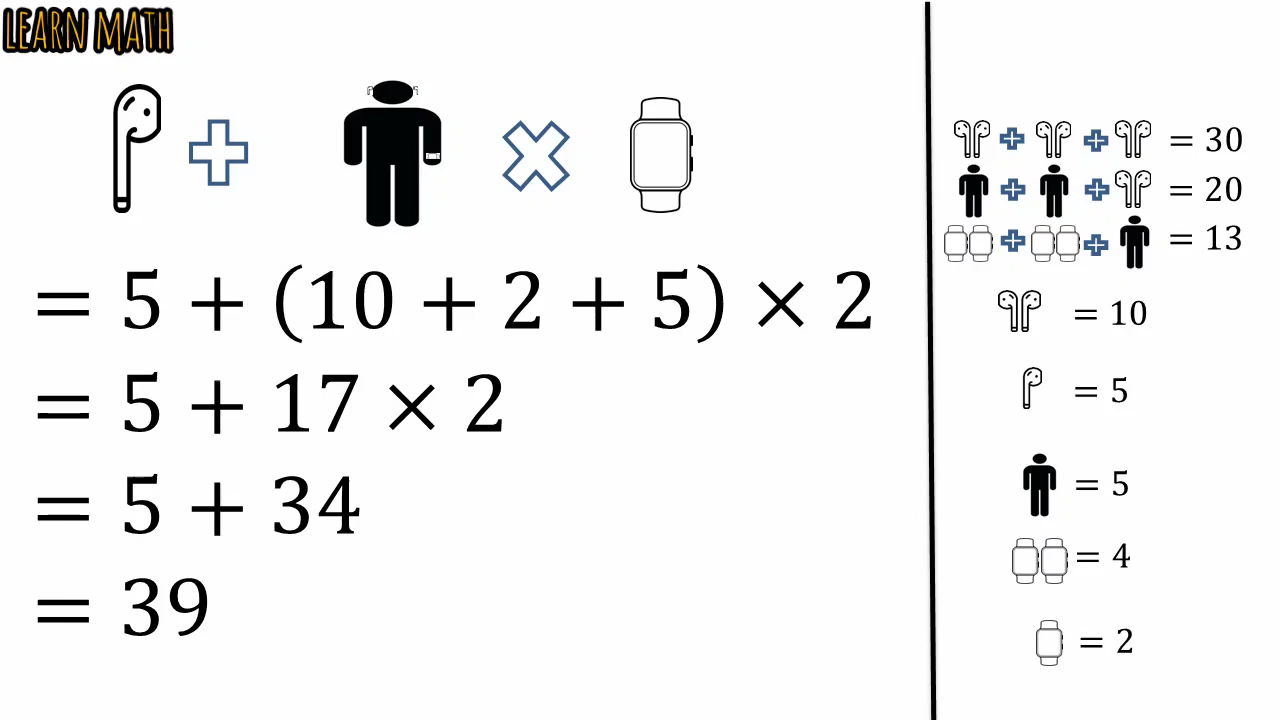 LEARN MATH
= 5 + (10 + 2 + 5) × 2
= 5 + 17 × 2
= 5 + 34
= 39
= 30
= 20
= 13
= 10
= 5
= 5
= 4
= 2